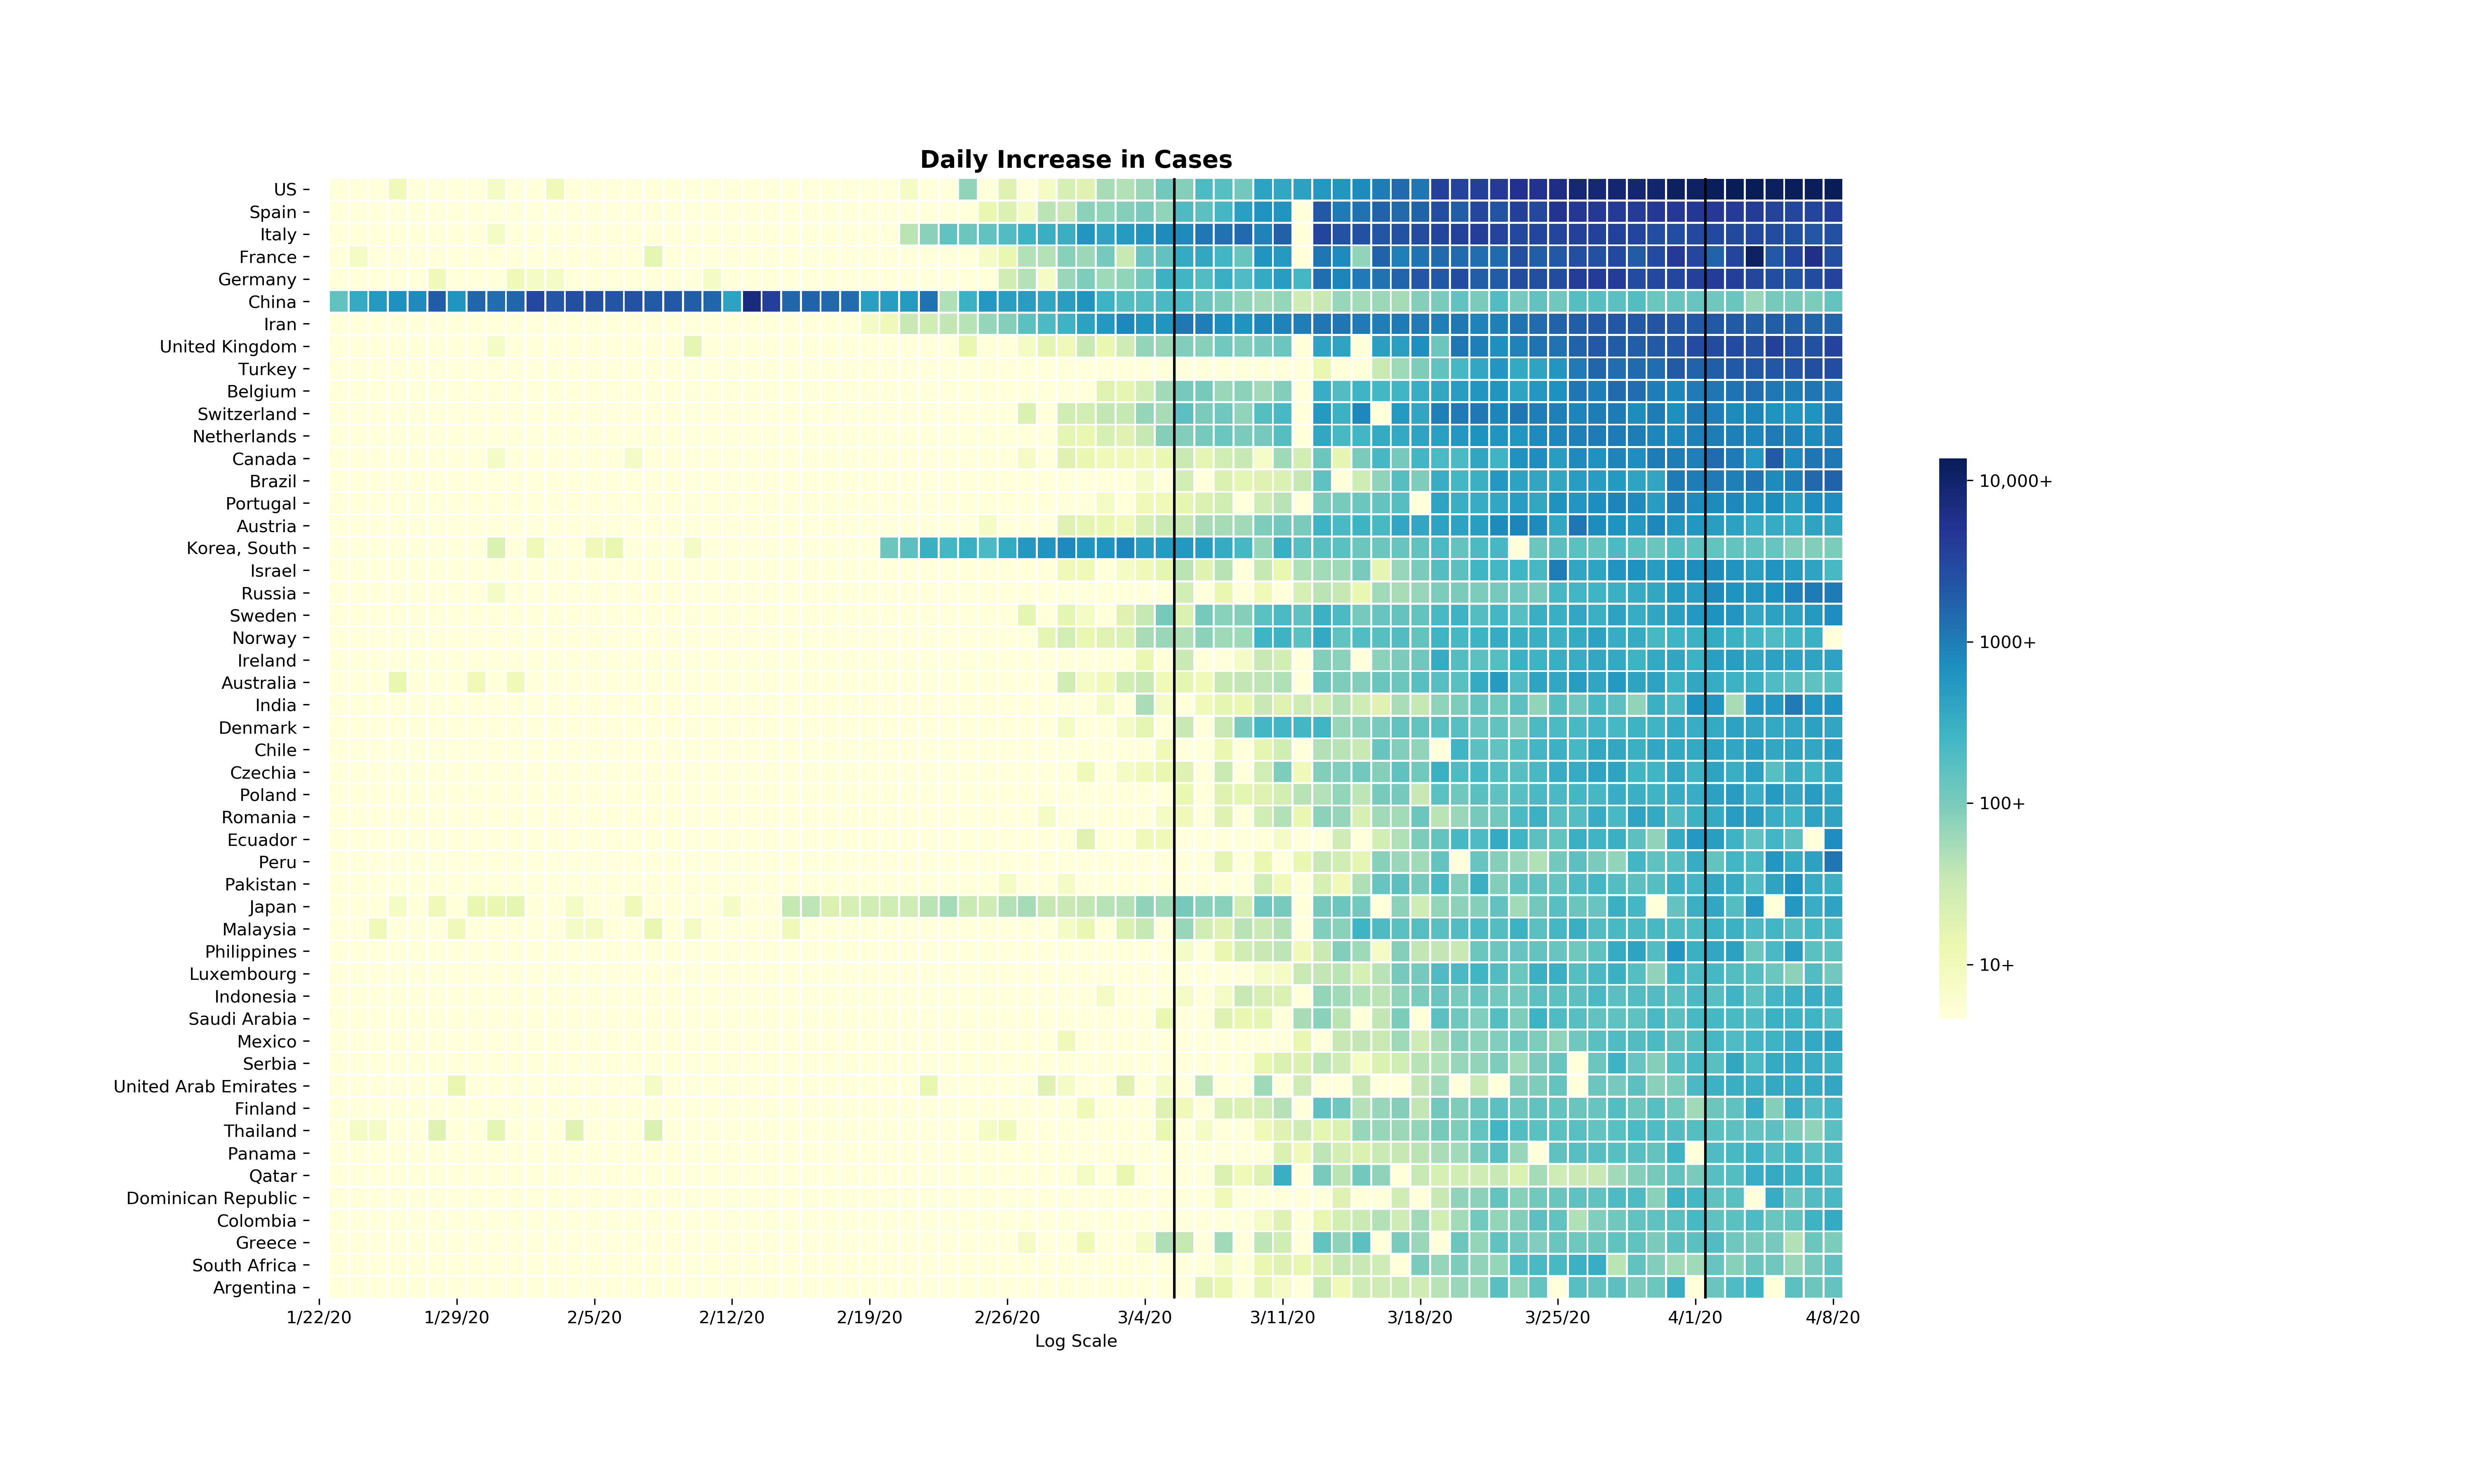 Daily Increase in Cases
US
Spain
Italy
France
Germany
China
Iran
United Kingdom
Turkey
Belgium
Switzerland
Netherlands
Canada
Brazil
Portugal
Austria
Korea, South
Israel
Russia
Sweden
Norway
Ireland
Australia
India
Denmark
Chile
Czechia
Poland
Romania
Ecuador
Peru
Pakistan
Japan
Malaysia
Philippines
Luxembourg
Indonesia
Saudi Arabia
Mexico
Serbia
United Arab Emirates
Finland
Thailand
Panama
Qatar
Dominican Republic
Colombia
Greece
South Africa
Argentina
1/22/20 1/29/20 2/5/20 2/12/20 2/19/20 2/26/20 3/4/20 3/11/20 3/18/20 3/25/20 4/1/20 4/8/20
Log Scale
10,000+
1000+
100+
10+